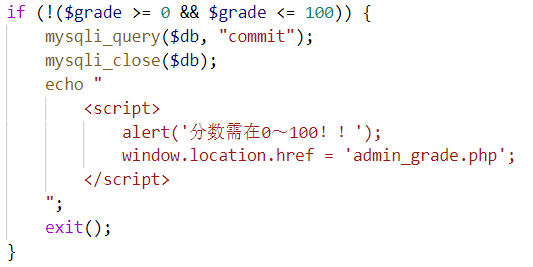 if (!($grade >= 0 && $grade <= 100)) {
    mysqli_query($db, "commit");
    mysqli_close($db);
    echo "
        <script>
            alert('分数需在0～100！！');
            window.location.href = 'admin_grade.php';
        </script>
    ";
    exit();
}